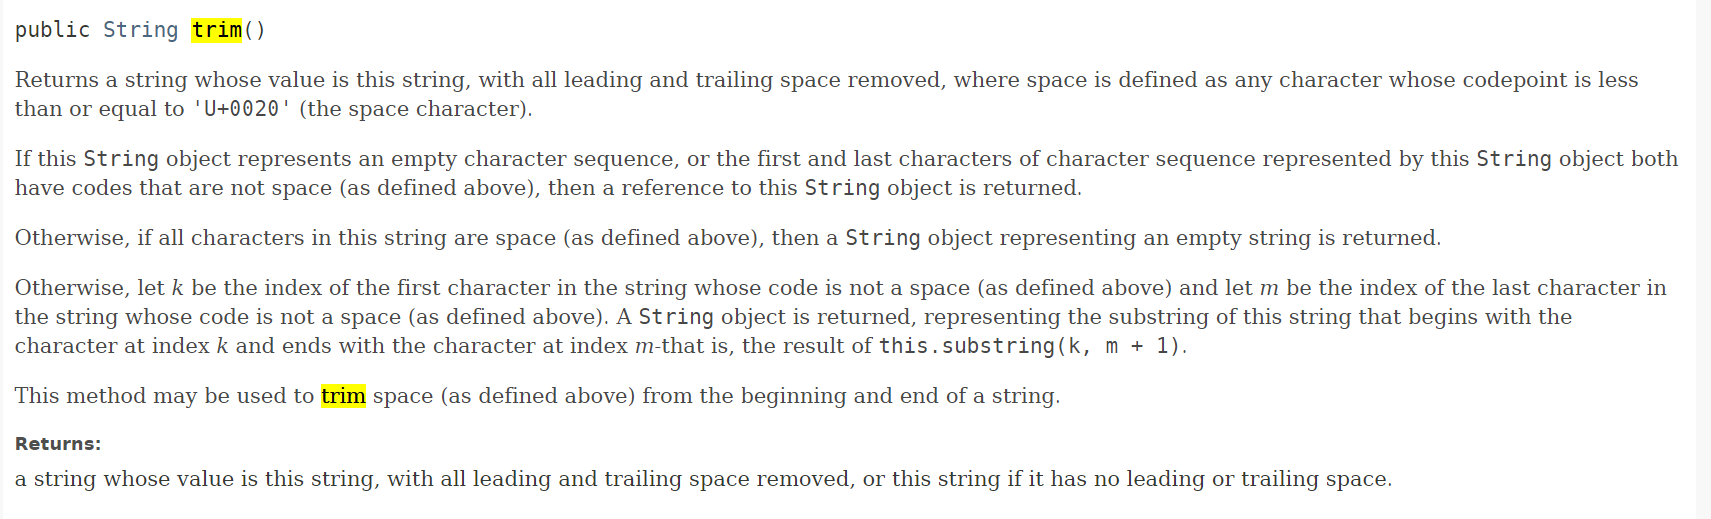 public String trim()
Returns a string whose value is this string, with all leading and trailing space removed, where space is defined as any character whose codepoint is less
than or equal to 'U+0020' (the space character).
If this String object represents an empty character sequence, or the first and last characters of character sequence represented by this String object both
have codes that are not space (as defined above), then a reference to this String object is returned.
Otherwise, if all characters in this string are space (as defined above), then a String object representing an empty string is returned.
Otherwise, let k be the index of the first character in the string whose code is not a space (as defined above) and let m be the index of the last character in
the string whose code is not a space (as defined above). A String object is returned, representing the substring of this string that begins with the
character at index k and ends with the character at index m-that is, the result of this.substring(k, m + 1).
This method may be used to trim space (as defined above) from the beginning and end of a string.
Returns:
a string whose value is this string, with all leading and trailing space removed, or this string if it has no leading or trailing space.